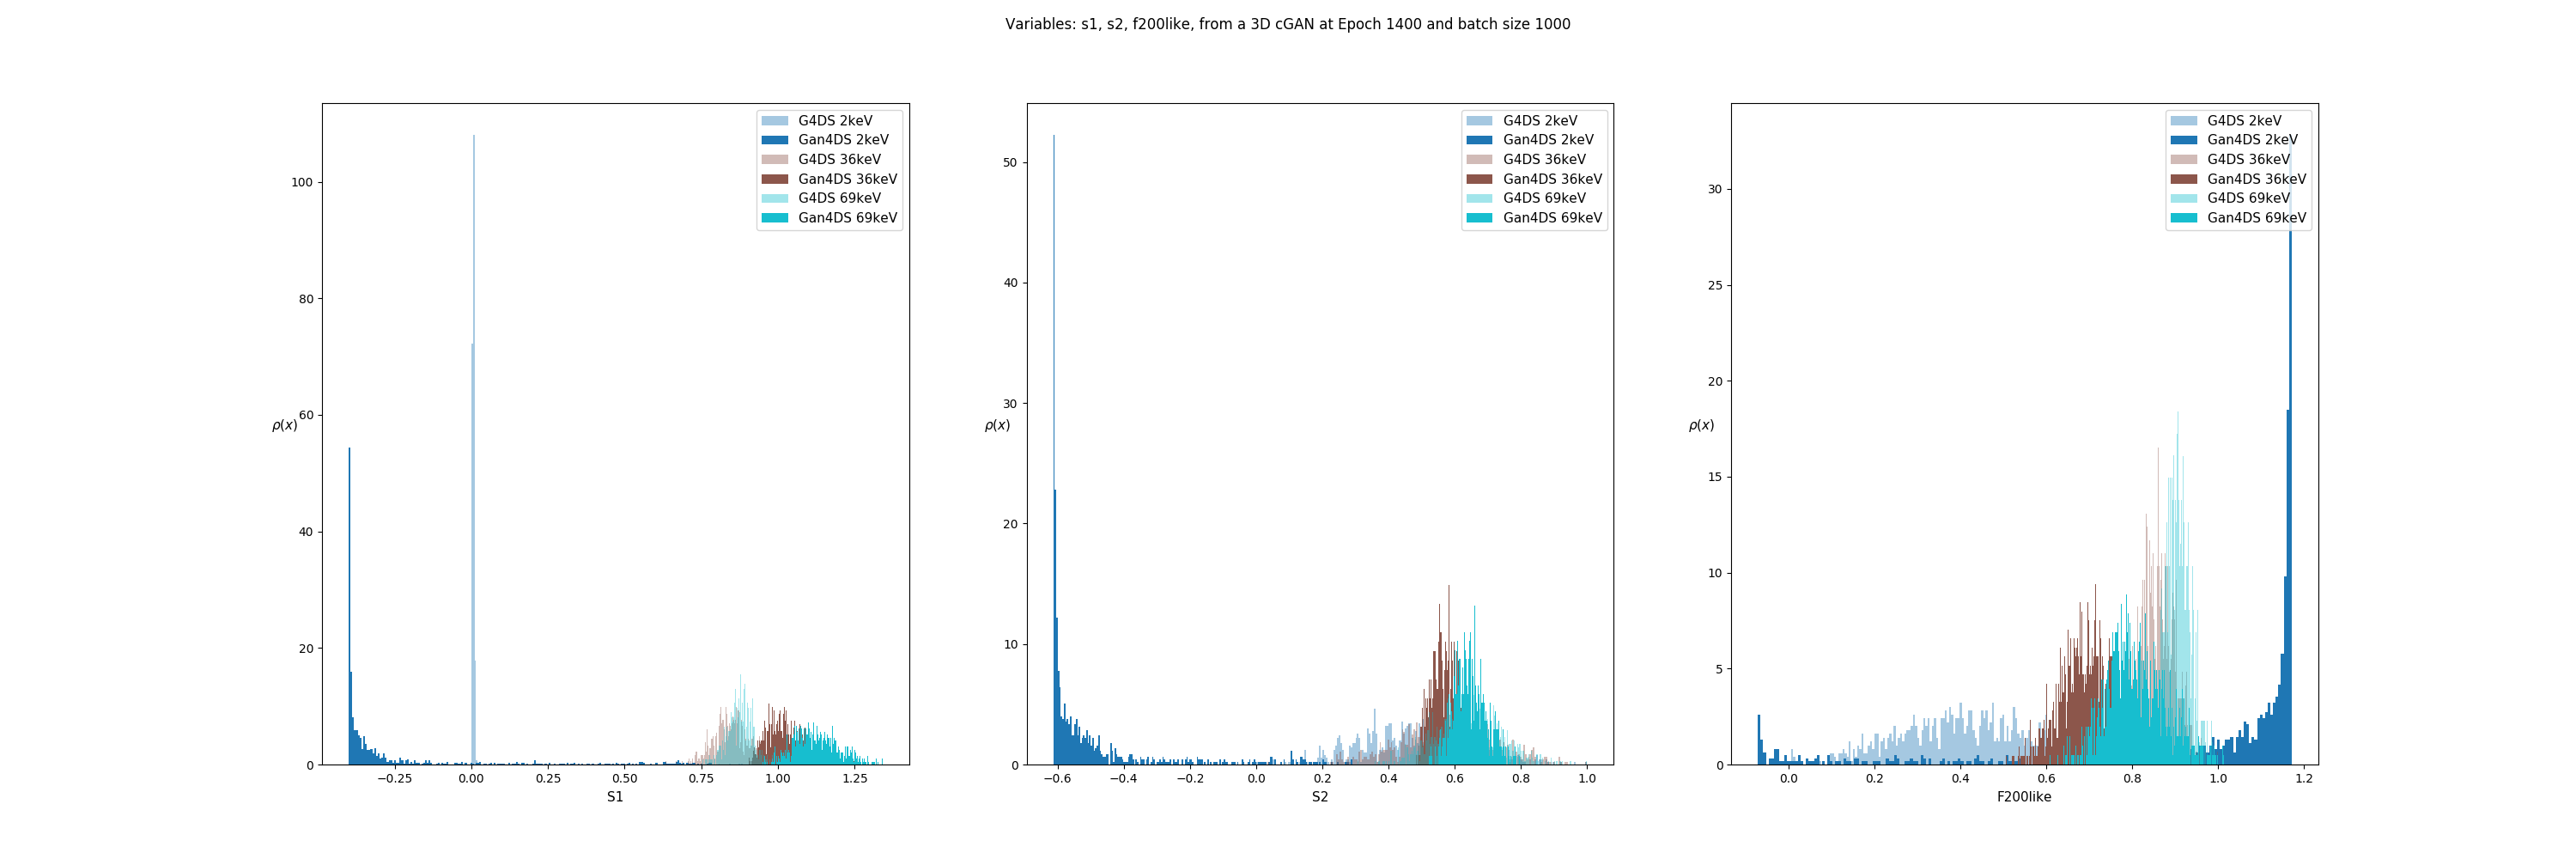 Variables: s1, s2, f200like, from a 3D cGAN at Epoch 1400 and batch size 1000
G4DS 2keV
Gan4DS 2keV
G4DS 36keV
Gan4DS 36keV
G4DS 69keV
Gan4DS 69keV
100
80
60
40
20
0
ρ(x)
−0.25
0.00
0.25
0.50
0.75
1.00
1.25
S1
G4DS 2keV
Gan4DS 2keV
G4DS 36keV
Gan4DS 36keV
G4DS 69keV
Gan4DS 69keV
50
40
30
20
10
0
ρ(x)
−0.6
−0.4
−0.2
0.0
0.2
0.4
0.6
0.8
1.0
S2
G4DS 2keV
Gan4DS 2keV
G4DS 36keV
Gan4DS 36keV
G4DS 69keV
Gan4DS 69keV
30
25
20
15
10
5
0
ρ(x)
0.0
0.2
0.4
0.6
0.8
1.0
1.2
F200like